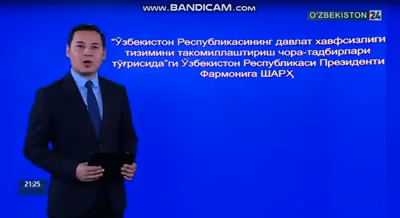 www.BANDICAM.com
O'ZBEKISTON 24
"Ўзбекистон Республикасининг давлат хавфсизлиги
тизимини такомиллаштириш чора-тадбирлари
тўғрисида"ги Ўзбекистон Республикаси Президенти
Фармонига ШАРҲ
21:25